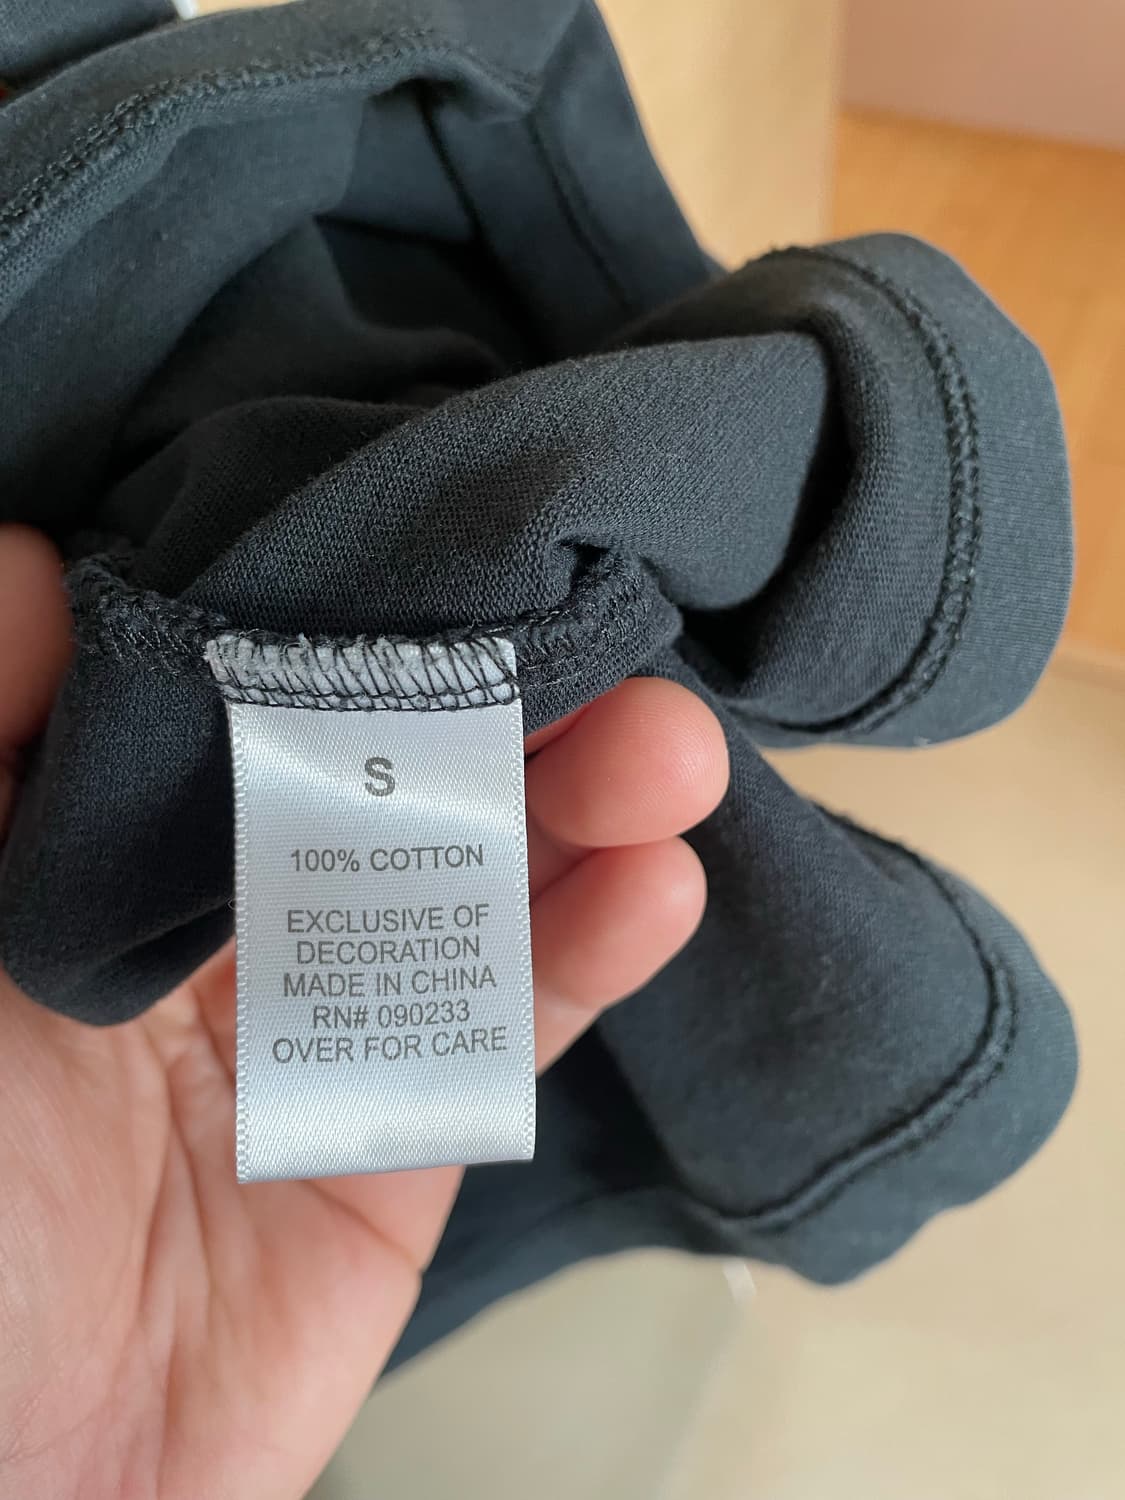 S
100% COTTON
EXCLUSIVE OF
DECORATION
MADE IN CHINA
RN# 090233
OVER FOR CARE